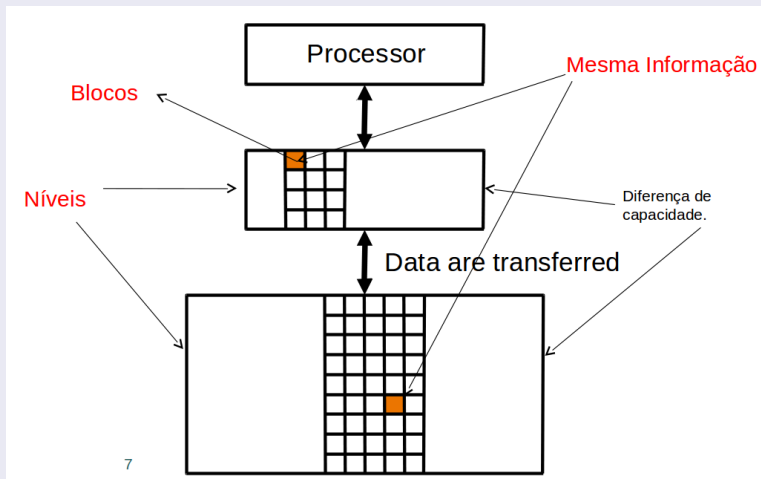 Processor
Mesma Informação
Blocos
Níveis
Diferença de
capacidade.
Data are transferred
7